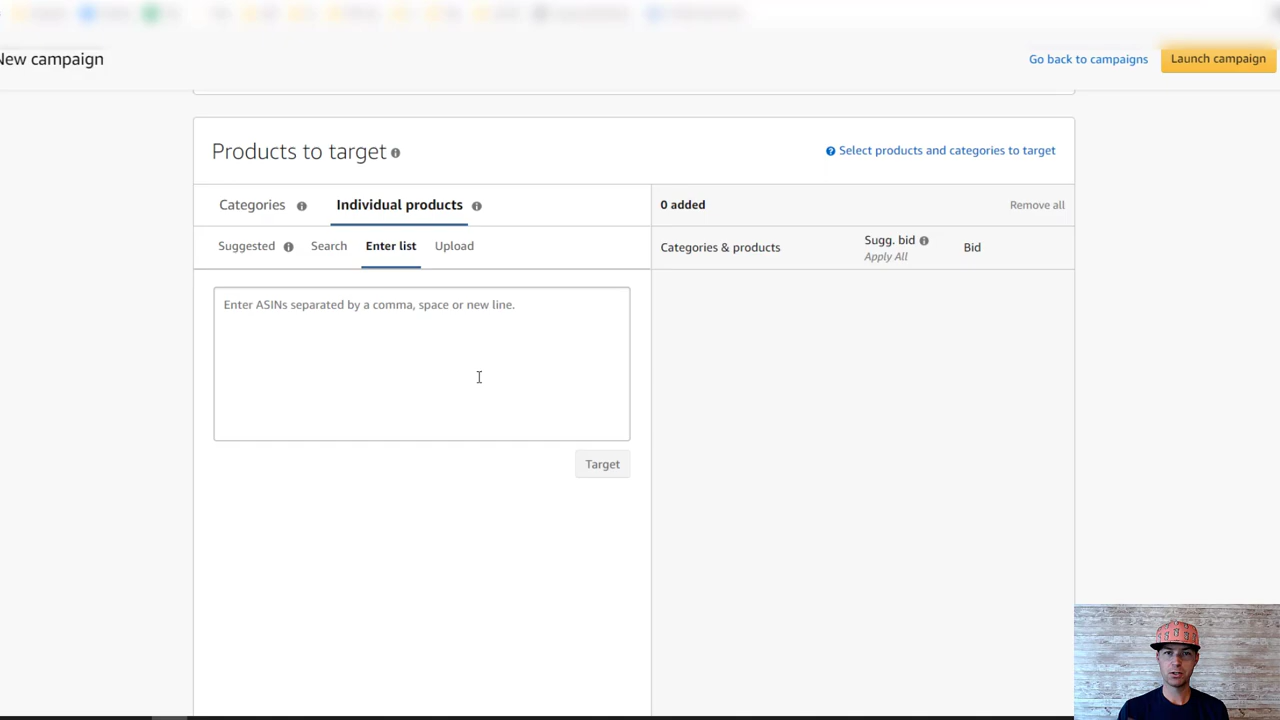 New campaign
Go back to campaigns
Launch campaign
Products to target
Select products and categories to target
Categories
Individual products
0 added
Remove all
Suggested
Search
Enter list
Upload
Categories & products
Sugg. bid
Apply All
Bid
Enter ASINs separated by a comma, space or new line.
Target